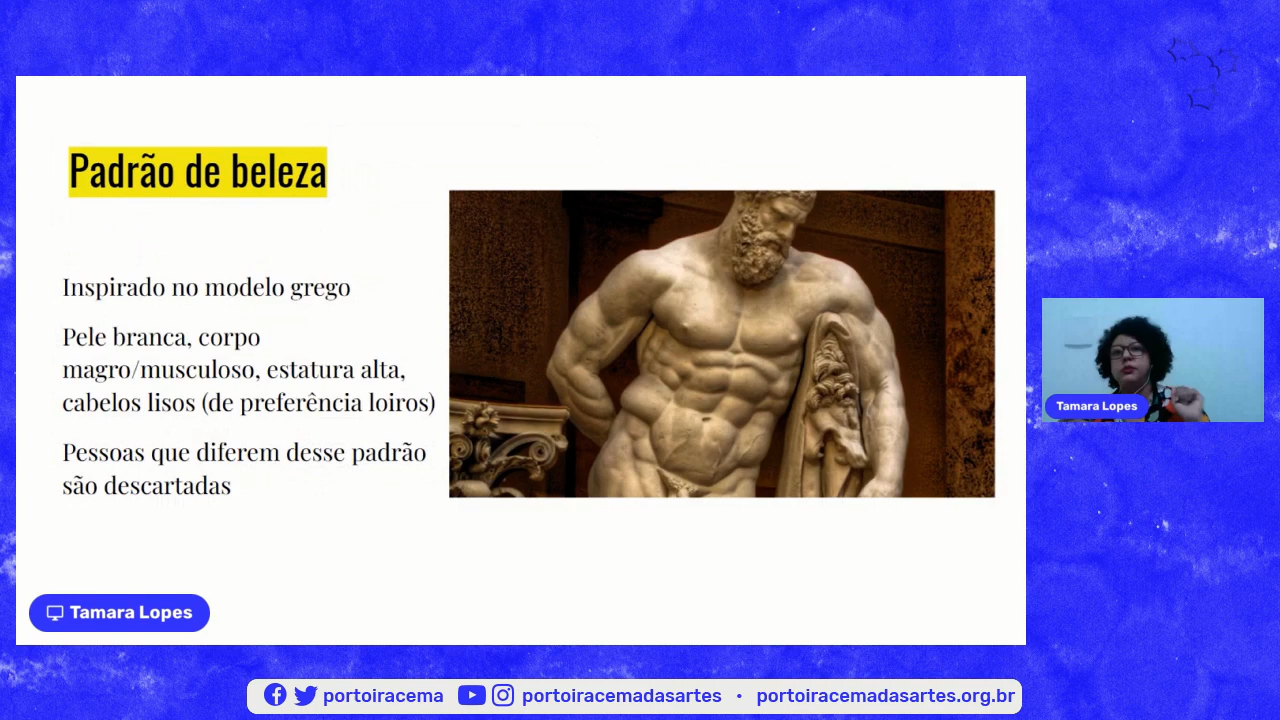 Padrão de beleza
Inspirado no modelo grego
Pele branca, corpo
magro/musculoso, estatura alta,
cabelos lisos (de preferência loiros)
Pessoas que diferem desse padrão
são descartadas
Tamara Lopes
Tamara Lopes
portoiracema portoiracemadasartes • portoiracemadasartes.org.br